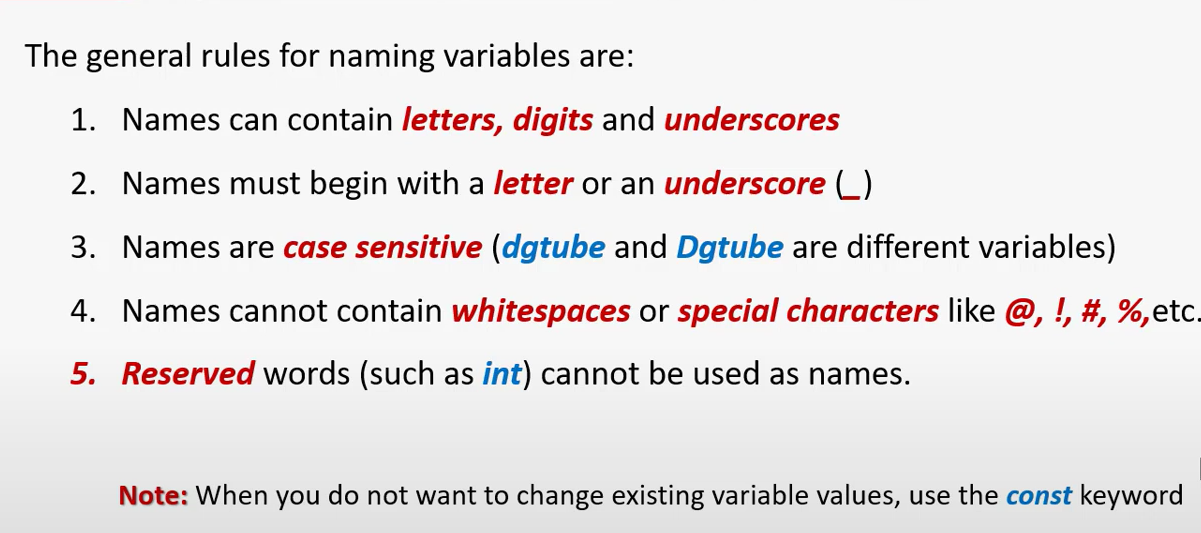 The general rules for naming variables are:
1. Names can contain letters, digits and underscores
2. Names must begin with a letter or an underscore (_)
3. Names are case sensitive (dgtube and Dgtube are different variables)
4. Names cannot contain whitespaces or special characters like @, !, #, %,etc.
5. Reserved words (such as int) cannot be used as names.
Note: When you do not want to change existing variable values, use the const keyword